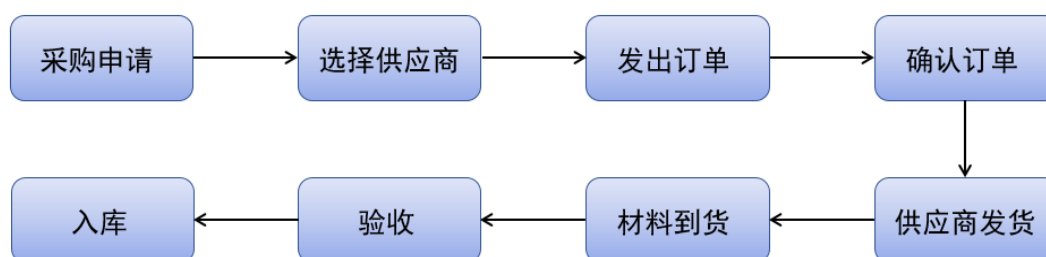 采购申请
选择供应商
发出订单
确认订单
供应商发货
材料到货
验收
入库